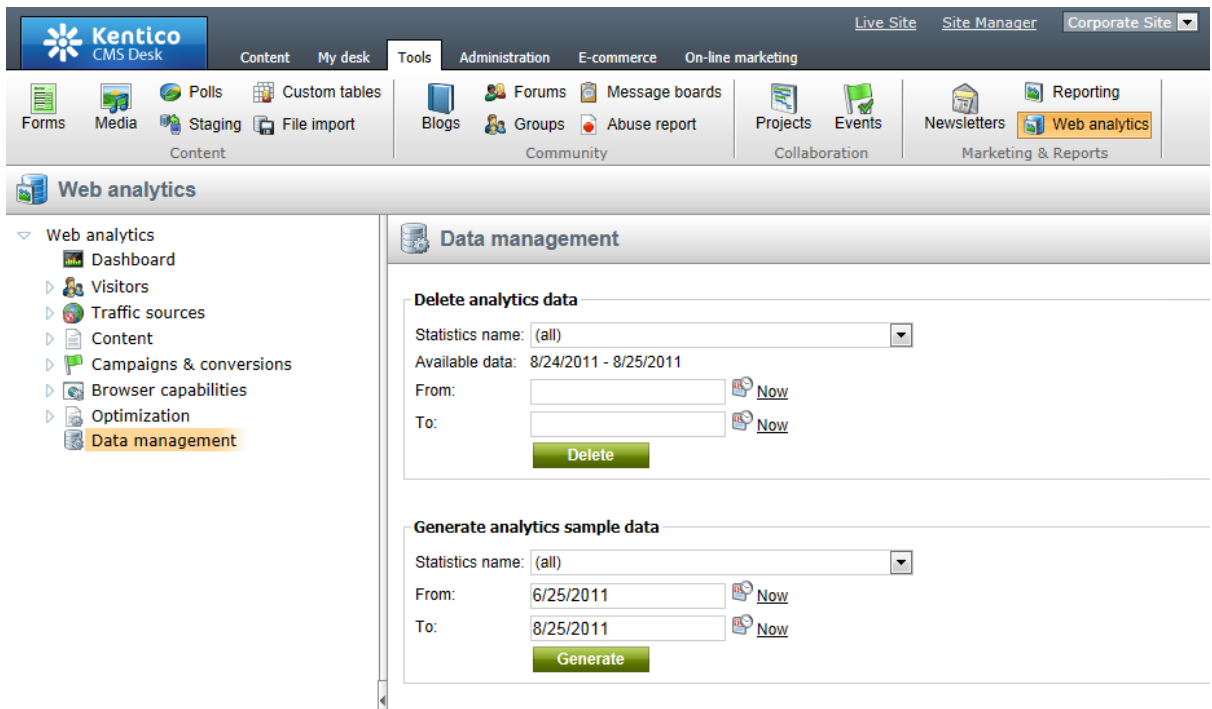 Live Site Site Manager Corporate Site
Kentico
CMS Desk
Content My desk Tools Administration E-commerce On-line marketing
Forms Media Polls Custom tables Blogs Forums Message boards Projects Events Newsletters Reporting
Staging File import Groups Abuse report Web analytics
Content Community Collaboration Marketing & Reports
Web analytics
Web analytics
Dashboard
Visitors
Traffic sources
Content
Campaigns & conversions
Browser capabilities
Optimization
Data management
Data management
Delete analytics data
Statistics name: (all)
Available data: 8/24/2011 - 8/25/2011
From: Now
To: Now
Delete
Generate analytics sample data
Statistics name: (all)
From: 6/25/2011 Now
To: 8/25/2011 Now
Generate